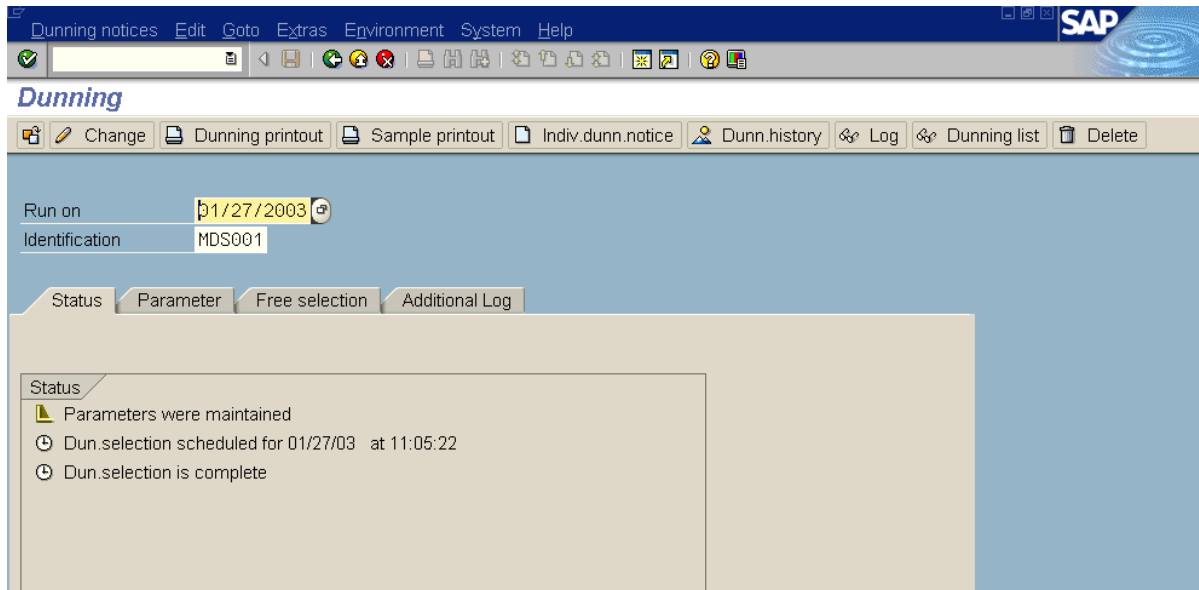 Dunning notices Edit Goto Extras Environment System Help
SAP
Dunning
Change Dunning printout Sample printout Indiv.dunn.notice Dunn.history Log Dunning list Delete
Run on 01/27/2003
Identification MDS001
Status Parameter Free selection Additional Log
Status
Parameters were maintained
Dun.selection scheduled for 01/27/03 at 11:05:22
Dun.selection is complete